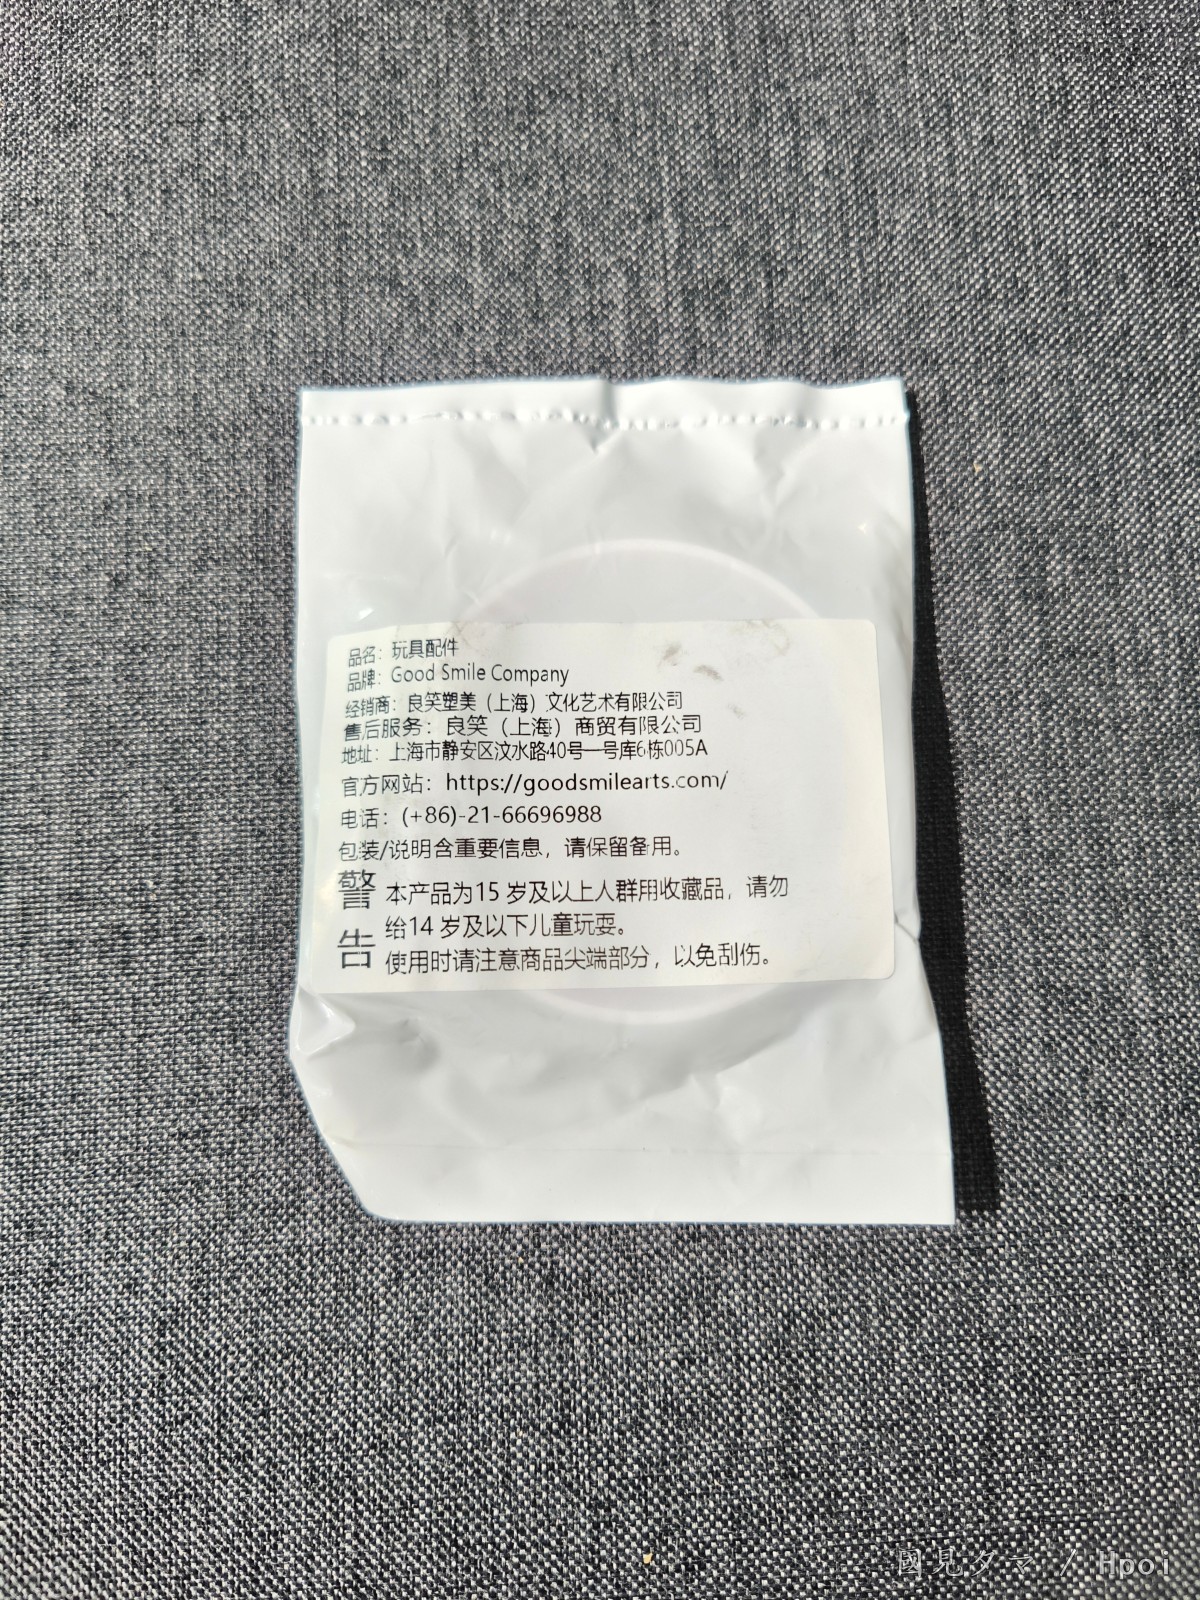 品名：玩具配件
品牌：Good Smile Company
经销商：良笑塑美（上海）文化艺术有限公司
售后服务：良笑（上海）商贸有限公司
地址：上海市静安区汶水路40号一号库6栋005A
官方网站：https://goodsmilearts.com/
电话：(+86)-21-66696988
包装/说明含重要信息，请保留备用。
警告
本产品为15 岁及以上人群用收藏品，请勿
给14 岁及以下儿童玩耍。
使用时请注意商品尖端部分，以免刮伤。
國見タマ / Hpoi